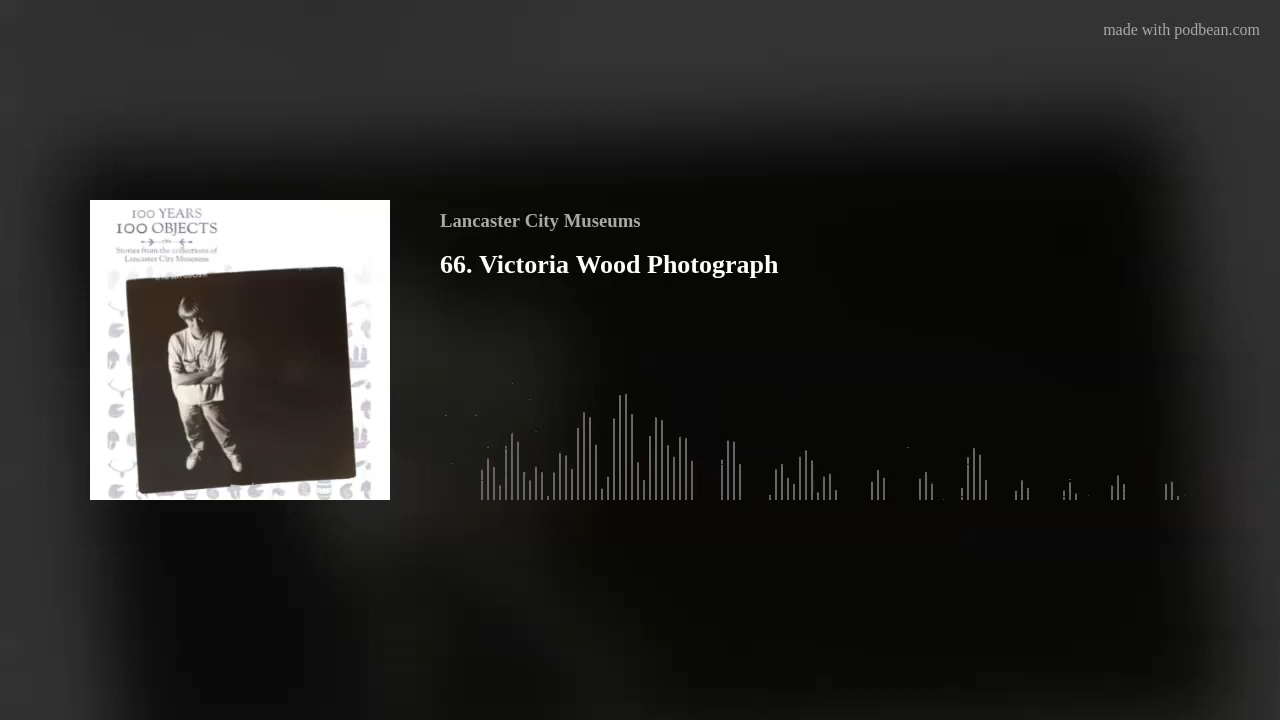 made with podbean.com
100 YEARS
100 OBJECTS
Stories from the collections of
Lancaster City Museums
Lancaster City Museums
66. Victoria Wood Photograph